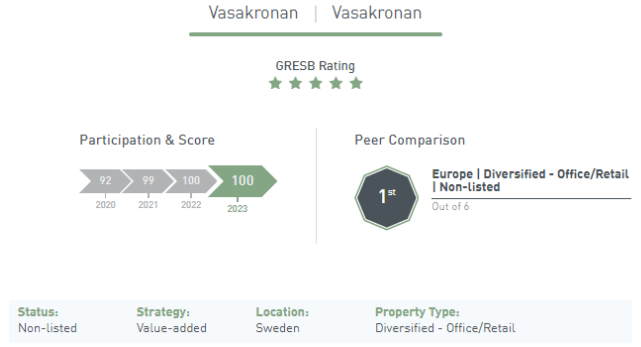 Vasakronan | Vasakronan
GRESB Rating
Participation & Score
92 99 100 100
2020 2021 2022 2023
Peer Comparison
1st
Europe | Diversified - Office/Retail
| Non-listed
Out of 6
Status: Strategy: Location: Property Type:
Non-listed Value-added Sweden Diversified - Office/Retail